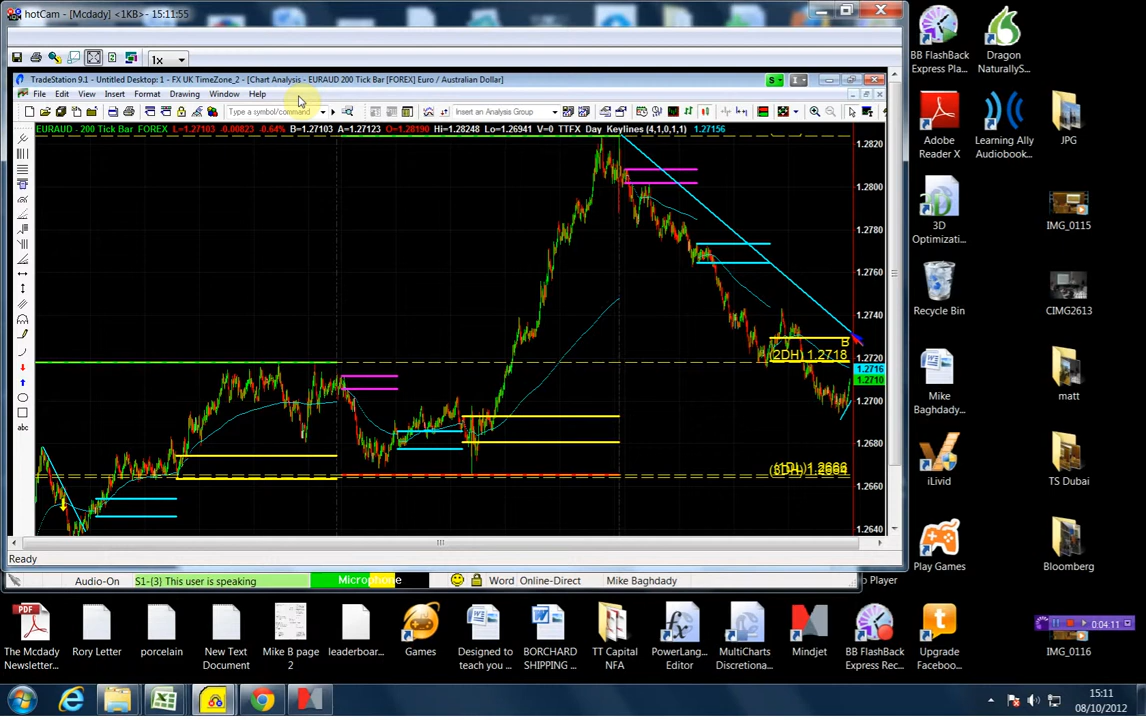 hotCam - [Mcdady] <1KB> - 15:11:55
1x
TradeStation 9.1 - Untitled Desktop: 1 - FX UK TimeZone_2 - [Chart Analysis - EURAUD 200 Tick Bar [FOREX] Euro / Australian Dollar]
File Edit View Insert Format Drawing Window Help
Type a symbol/command
Insert an Analysis Group
EURAUD - 200 Tick Bar FOREX L=1.27103 -0.00823 -0.64% B=1.27103 A=1.27123 O=1.28190 Hi=1.28248 Lo=1.26941 V=0 TTFX Day Keylines (4,1,0,1,1) 1.27156
1.2820
1.2800
1.2780
1.2760
1.2740
1.2720
1.2716
1.2710
1.2700
1.2680
1.2660
1.2640
B
(2DH) 1.2718
abc
Ready
Audio-On
S1-(3) This user is speaking
Microphone
Word Online-Direct
Mike Baghdady
Player
BB FlashBack Express Pla...
Dragon NaturallyS...
Adobe Reader X
Learning Ally Audiobook...
JPG
3D Optimizati...
IMG_0115
Recycle Bin
CIMG2613
Mike Baghdady...
matt
iLivid
TS Dubai
Play Games
Bloomberg
PDF
The Mcdady Newsletter...
Rory Letter
porcelain
New Text Document
Mike B page 2
leaderboar...
Games
Designed to teach you ...
BORCHARD SHIPPING ...
TT Capital NFA
PowerLang... Editor
MultiCharts Discretiona...
Mindjet
BB FlashBack Express Rec...
Upgrade Faceboo...
IMG_0116
0:04:11
15:11
08/10/2012